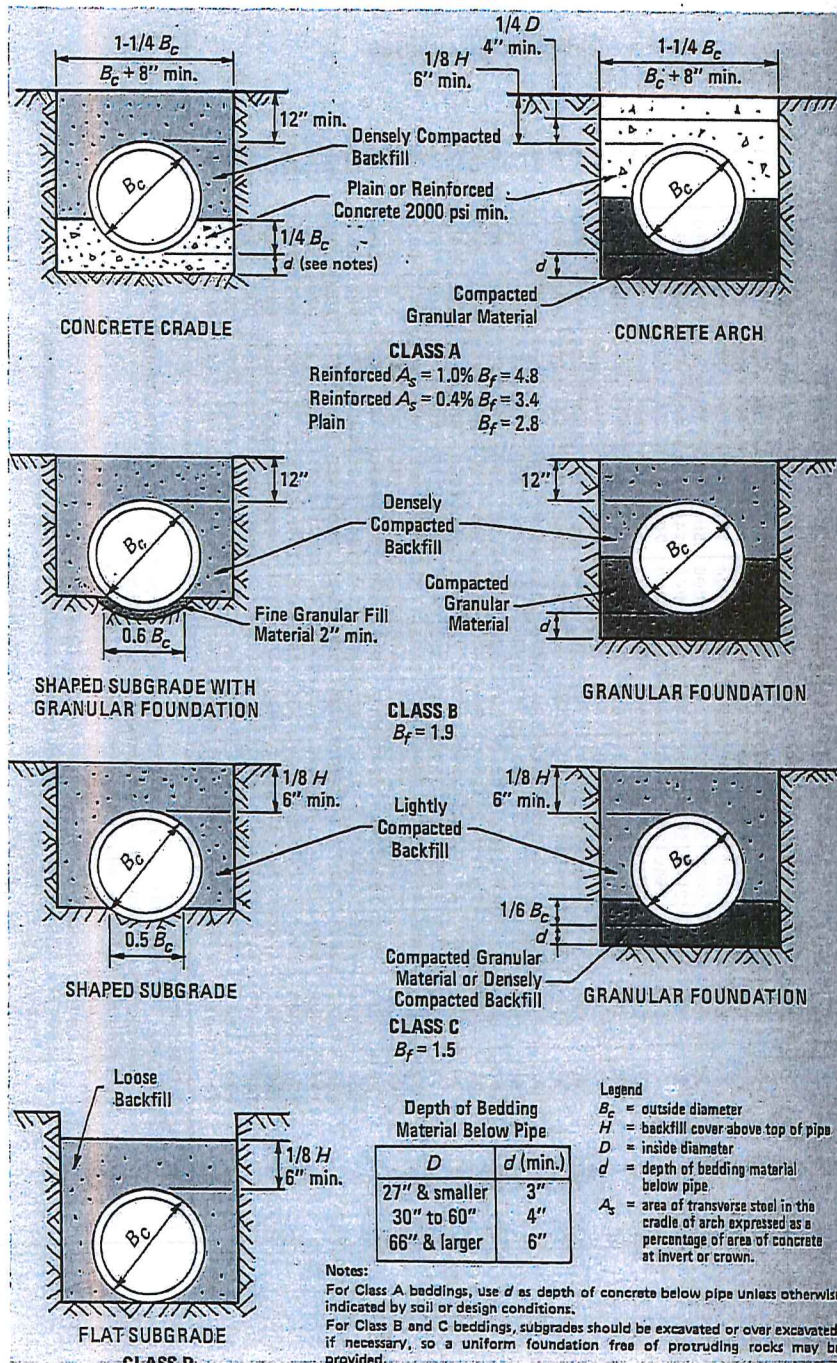 1-1/4 Bc
Bc + 8" min.
12" min.
Bc
Densely Compacted
Backfill
Plain or Reinforced
Concrete 2000 psi min.
1/4 Bc
d (see notes)
CONCRETE CRADLE
1/4 D
4" min.
1/8 H
6" min.
1-1/4 Bc
Bc + 8" min.
Bc
d
Compacted
Granular Material
CONCRETE ARCH
CLASS A
Reinforced As = 1.0% Bf = 4.8
Reinforced As = 0.4% Bf = 3.4
Plain Bf = 2.8
12"
Bc
Densely
Compacted
Backfill
Fine Granular Fill
Material 2" min.
0.6 Bc
SHAPED SUBGRADE WITH
GRANULAR FOUNDATION
12"
Bc
Compacted
Granular
Material
d
GRANULAR FOUNDATION
CLASS B
Bf = 1.9
1/8 H
6" min.
Bc
Lightly
Compacted
Backfill
0.5 Bc
SHAPED SUBGRADE
1/8 H
6" min.
Bc
1/6 Bc
d
Compacted Granular
Material or Densely
Compacted Backfill
GRANULAR FOUNDATION
CLASS C
Bf = 1.5
Loose
Backfill
1/8 H
6" min.
Bc
FLAT SUBGRADE
CLASS D
Depth of Bedding
Material Below Pipe
D d (min.)
27" & smaller 3"
30" to 60" 4"
66" & larger 6"
Legend
Bc = outside diameter
H = backfill cover above top of pipe
D = inside diameter
d = depth of bedding material
below pipe
As = area of transverse steel in the
cradle of arch expressed as a
percentage of area of concrete
at invert or crown.
Notes:
For Class A beddings, use d as depth of concrete below pipe unless otherwis
indicated by soil or design conditions.
For Class B and C beddings, subgrades should be excavated or over excavated
if necessary, so a uniform foundation free of protruding rocks may
provided.